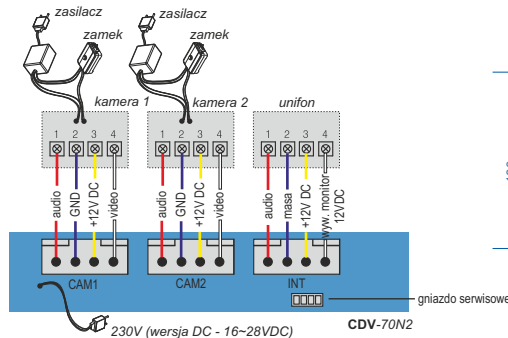 zasilacz
zasilacz
zamek
zamek
kamera 1
kamera 2
unifon
1 2 3 4
1 2 3 4
1 2 3 4
audio
GND
+12V DC
video
audio
GND
+12V DC
video
audio
masa
+12V DC
wyw. monitor
12VDC
CAM1
CAM2
INT
gniazdo serwisowe
CDV-70N2
230V (wersja DC - 16~28VDC)